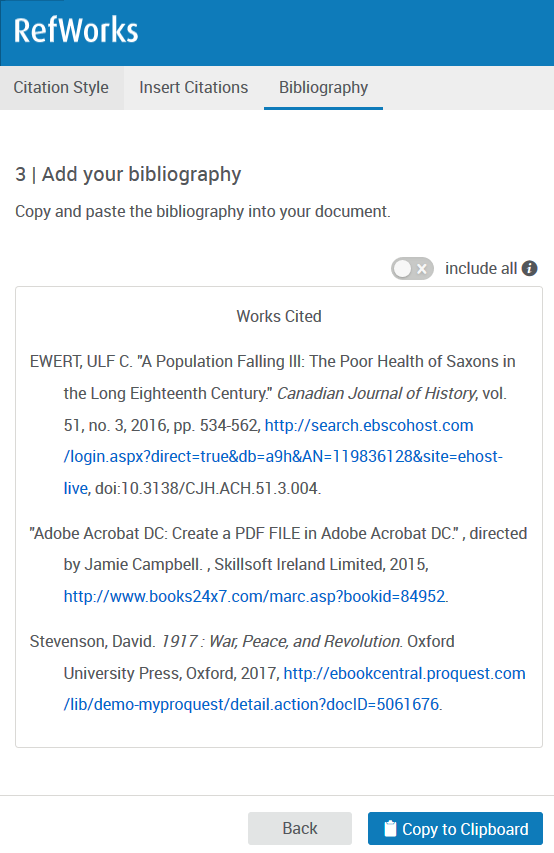 RefWorks
Citation Style Insert Citations Bibliography
3 | Add your bibliography
Copy and paste the bibliography into your document.
include all
Works Cited
EWERT, ULF C. "A Population Falling Ill: The Poor Health of Saxons in
the Long Eighteenth Century." Canadian Journal of History, vol.
51, no. 3, 2016, pp. 534-562, http://search.ebscohost.com
/login.aspx?direct=true&db=a9h&AN=119836128&site=ehost-
live, doi:10.3138/CJH.ACH.51.3.004.
"Adobe Acrobat DC: Create a PDF FILE in Adobe Acrobat DC." , directed
by Jamie Campbell. , Skillsoft Ireland Limited, 2015,
http://www.books24x7.com/marc.asp?bookid=84952.
Stevenson, David. 1917 : War, Peace, and Revolution. Oxford
University Press, Oxford, 2017, http://ebookcentral.proquest.com
/lib/demo-myproquest/detail.action?docID=5061676.
Back Copy to Clipboard